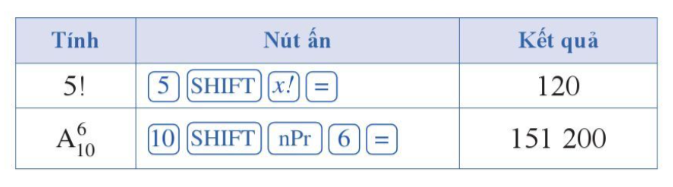 Tính Nút ấn Kết quả
5! 5 SHIFT x! = 120
A⁶₁₀ 10 SHIFT nPr 6 = 151 200